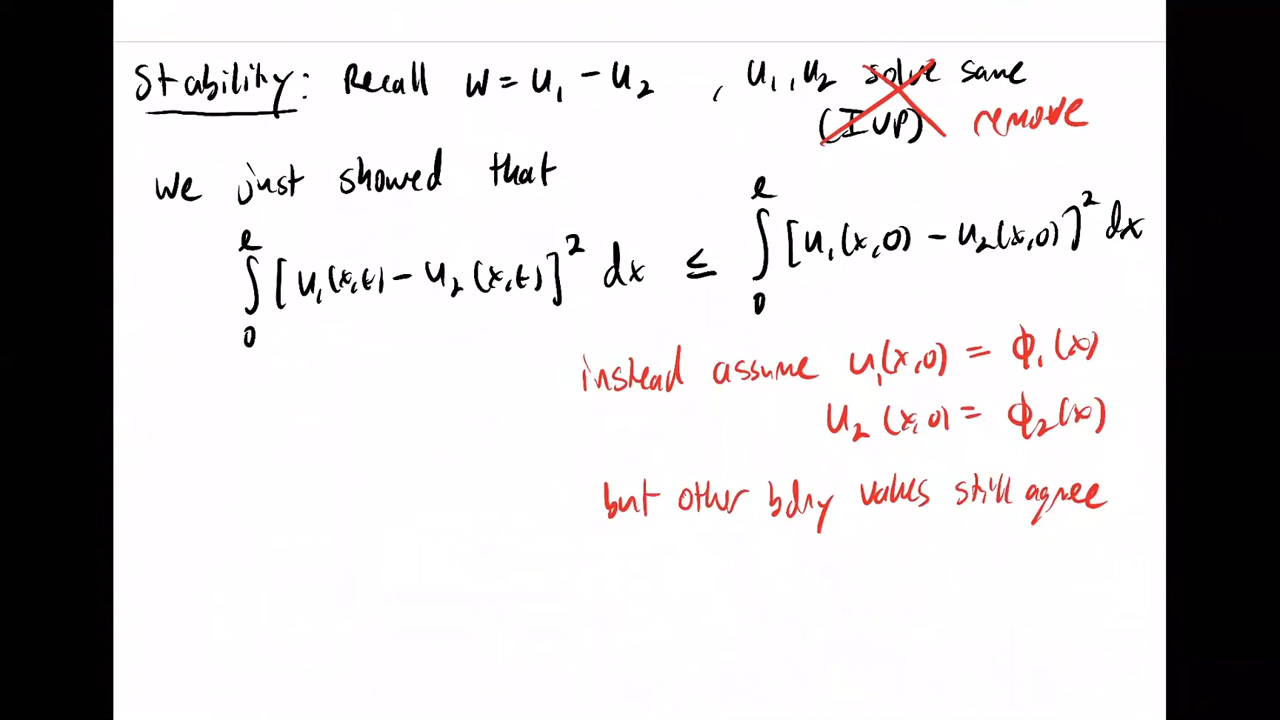 Stability: Recall w = u₁ - u₂ , u₁, u₂ solve same
(IVP) remove
we just showed that
∫₀ˡ [u₁(x,t) - u₂(x,t)]² dx ≤ ∫₀ˡ [u₁(x,0) - u₂(x,0)]² dx
instead assume u₁(x,0) = ϕ₁(x)
u₂(x,0) = ϕ₂(x)
but other bdry values still agree